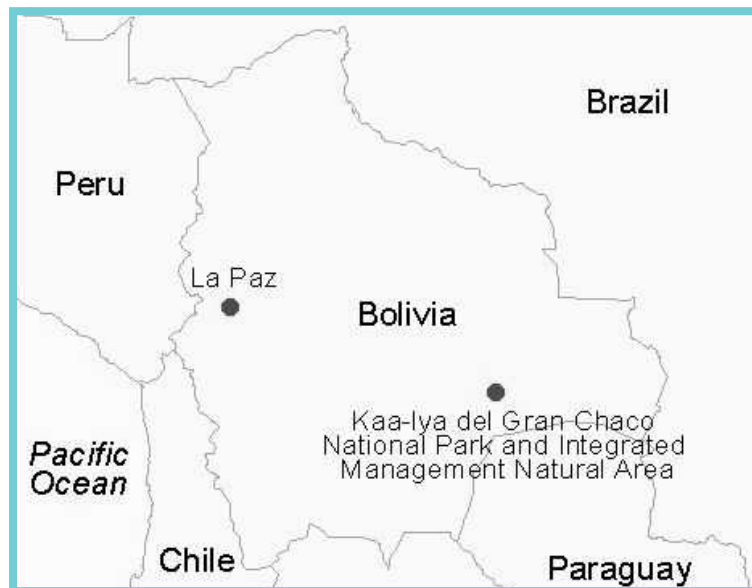 Brazil
Peru
La Paz
Bolivia
Kaa-Iya del Gran Chaco
National Park and Integrated
Management Natural Area
Pacific
Ocean
Chile
Paraguay